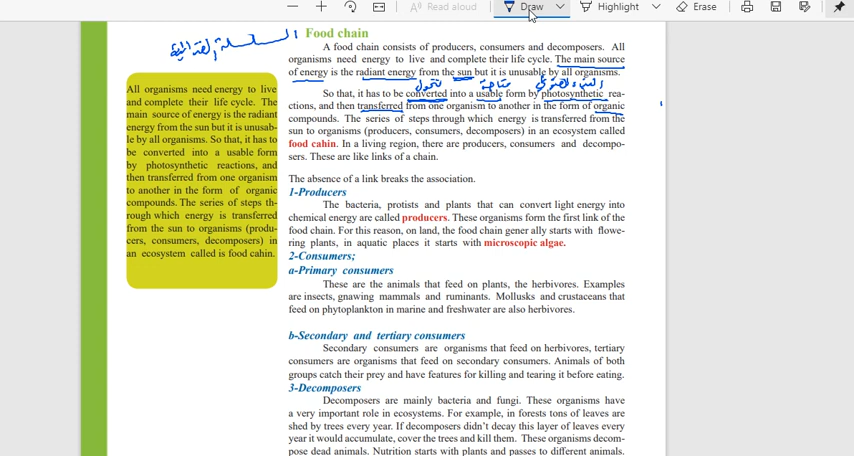 Read aloud
Draw
Highlight
Erase
Food chain
A food chain consists of producers, consumers and decomposers. All
organisms need energy to live and complete their life cycle. The main source
of energy is the radiant energy from the sun but it is unusable by all organisms.
So that, it has to be converted into a usable form by photosynthetic rea-
ctions, and then transferred from one organism to another in the form of organic
compounds. The series of steps through which energy is transferred from the
sun to organisms (producers, consumers, decomposers) in an ecosystem called
food cahin. In a living region, there are producers, consumers and decompo-
sers. These are like links of a chain.
The absence of a link breaks the association.
1-Producers
The bacteria, protists and plants that can convert light energy into
chemical energy are called producers. These organisms form the first link of the
food chain. For this reason, on land, the food chain gener ally starts with flowe-
ring plants, in aquatic places it starts with microscopic algae.
2-Consumers;
a-Primary consumers
These are the animals that feed on plants, the herbivores. Examples
are insects, gnawing mammals and ruminants. Mollusks and crustaceans that
feed on phytoplankton in marine and freshwater are also herbivores.
b-Secondary and tertiary consumers
Secondary consumers are organisms that feed on herbivores, tertiary
consumers are organisms that feed on secondary consumers. Animals of both
groups catch their prey and have features for killing and tearing it before eating.
3-Decomposers
Decomposers are mainly bacteria and fungi. These organisms have
a very important role in ecosystems. For example, in forests tons of leaves are
shed by trees every year. If decomposers didn't decay this layer of leaves every
year it would accumulate, cover the trees and kill them. These organisms decom-
pose dead animals. Nutrition starts with plants and passes to different animals.
All organisms need energy to live
and complete their life cycle. The
main source of energy is the radiant
energy from the sun but it is unusab-
le by all organisms. So that, it has to
be converted into a usable form
by photosynthetic reactions, and
then transferred from one organism
to another in the form of organic
compounds. The series of steps th-
rough which energy is transferred
from the sun to organisms (produ-
cers, consumers, decomposers) in
an ecosystem called is food cahin.